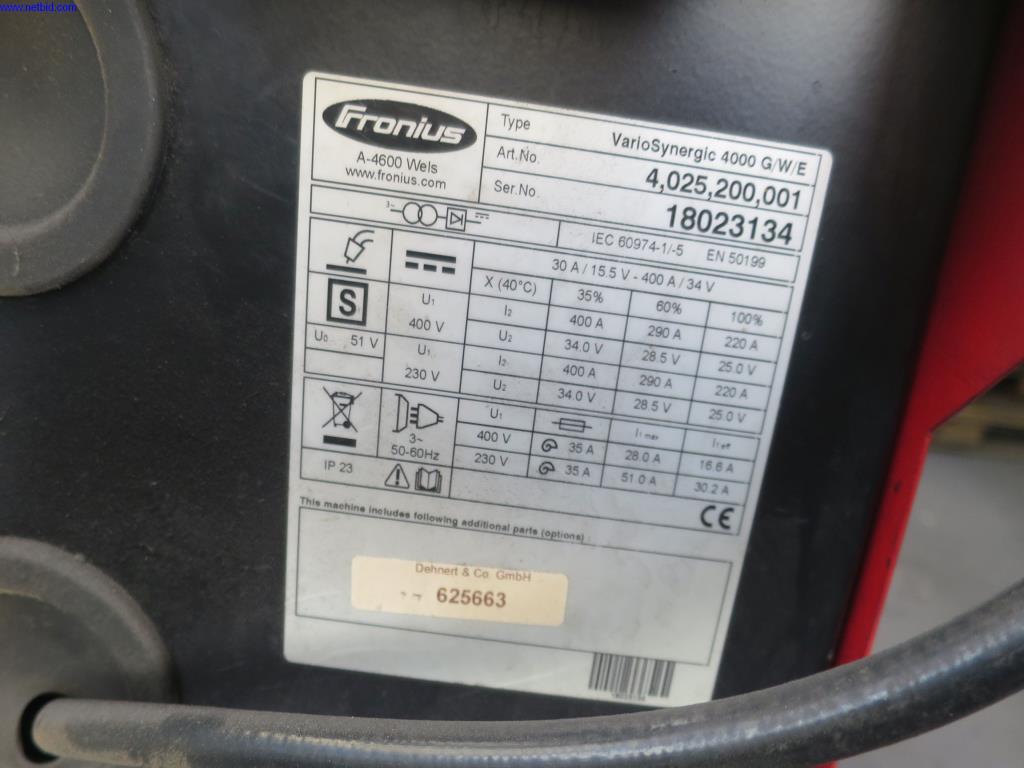 www.netbid.com
Fronius
A-4600 Wels
www.fronius.com
Type VarioSynergic 4000 G/W/E
Art.No. 4,025,200,001
Ser.No. 18023134
3~
IEC 60974-1/-5 EN 50199
30 A / 15.5 V - 400 A / 34 V
X (40°C) 35% 60% 100%
S
U₁ 400 V I₂ 400 A 290 A 220 A
U₂ 34.0 V 28.5 V 25.0 V
U₀ 51 V
U₁ 230 V I₂ 400 A 290 A 220 A
U₂ 34.0 V 28.5 V 25.0 V
3~
50-60Hz
U₁ I₁ max I₁ eff
400 V 35 A 28.0 A 16.6 A
230 V 35 A 51.0 A 30.2 A
IP 23
CE
This machine includes following additional parts (options) :
Dehnert & Co. GmbH
625663